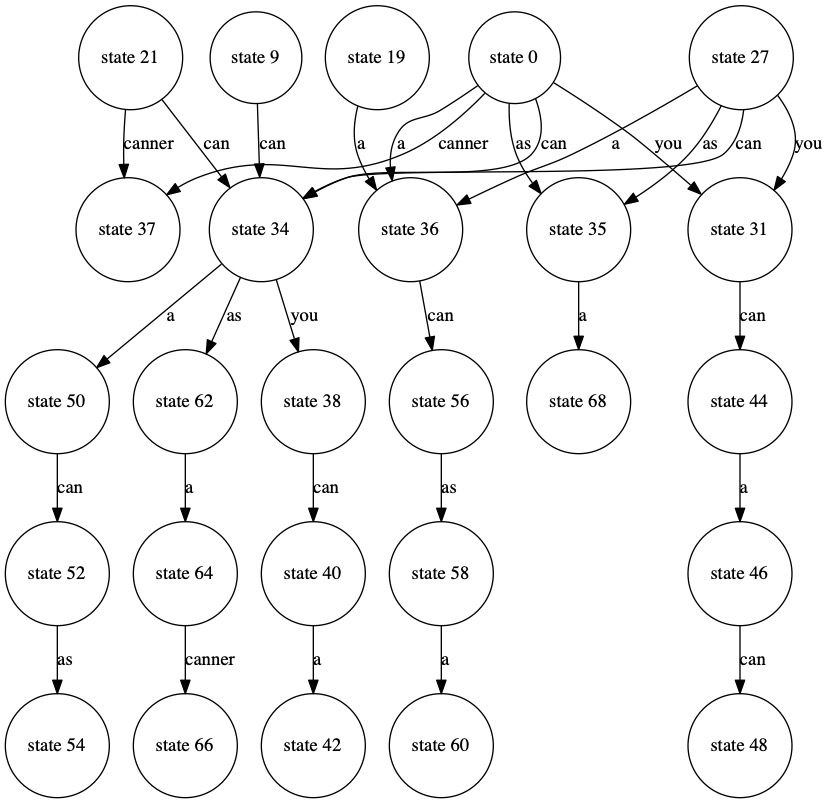 state 21
state 9
state 19
state 0
state 27
canner
can
can
a
a
canner
as
can
a
you
as
can
you
state 37
state 34
state 36
state 35
state 31
a
as
you
can
a
can
state 50
state 62
state 38
state 56
state 68
state 44
can
a
can
as
a
state 52
state 64
state 40
state 58
state 46
as
canner
a
a
can
state 54
state 66
state 42
state 60
state 48